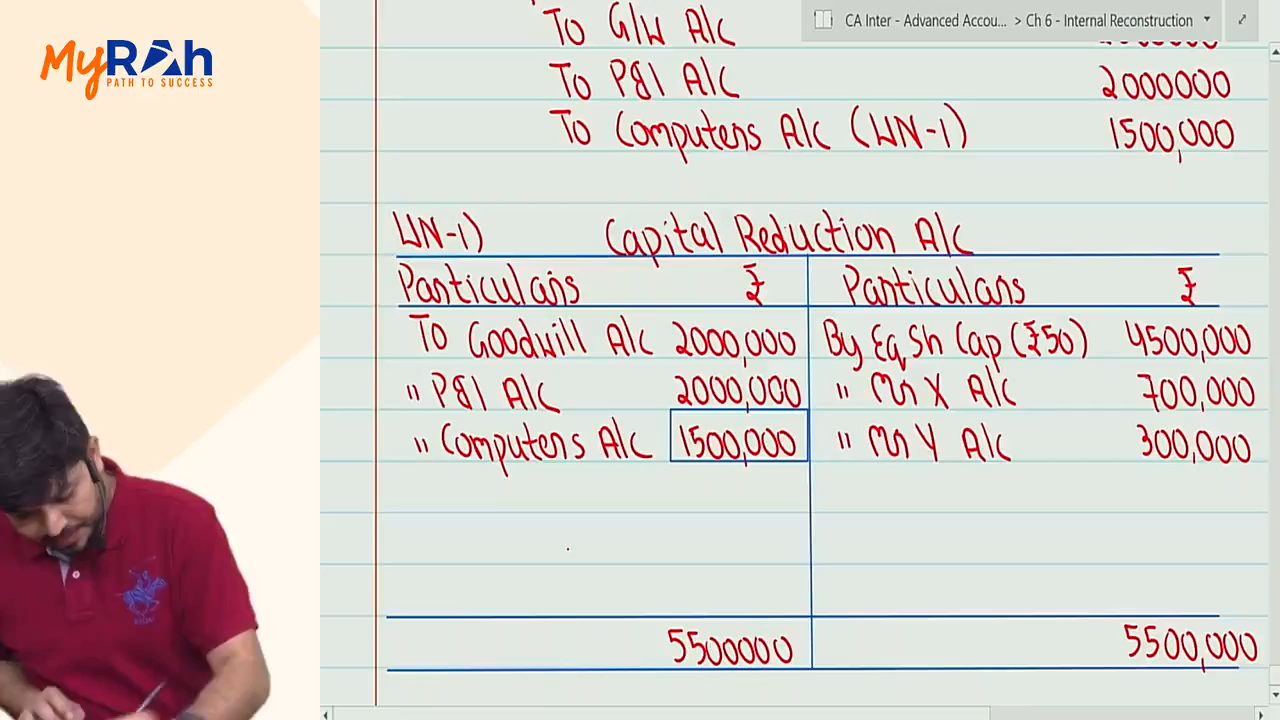 MyRAh
PATH TO SUCCESS
CA Inter - Advanced Accou... > Ch 6 - Internal Reconstruction
To G/W A/c
To P&l A/c 2000000
To Computers A/c (WN-1) 1500,000
WN-1) Capital Reduction A/c
Particulars ₹ Particulars ₹
To Goodwill A/c 2000,000 By Eq Sh Cap (₹50) 4500,000
" P&l A/c 2000,000 " Mr X A/c 700,000
" Computers A/c 1500,000 " Mr Y A/c 300,000
5500000 5500,000